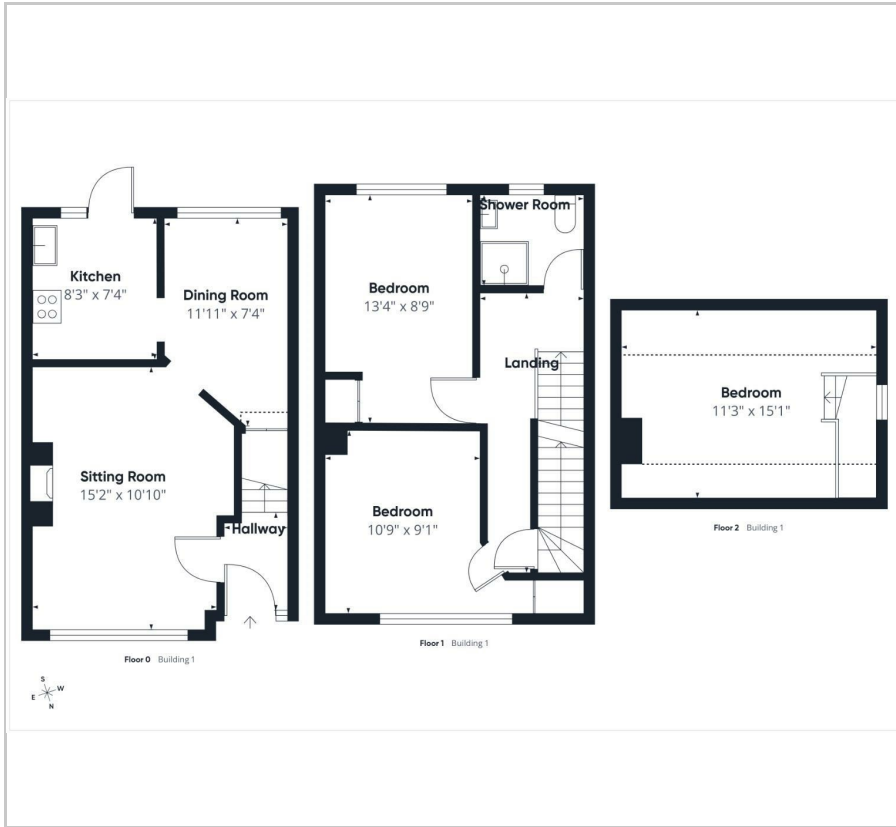 Kitchen
8'3" x 7'4"
Dining Room
11'11" x 7'4"
Sitting Room
15'2" x 10'10"
Hallway
Floor 0 Building 1
Shower Room
Bedroom
13'4" x 8'9"
Landing
Bedroom
10'9" x 9'1"
Floor 1 Building 1
Bedroom
11'3" x 15'1"
Floor 2 Building 1
S
E W
N